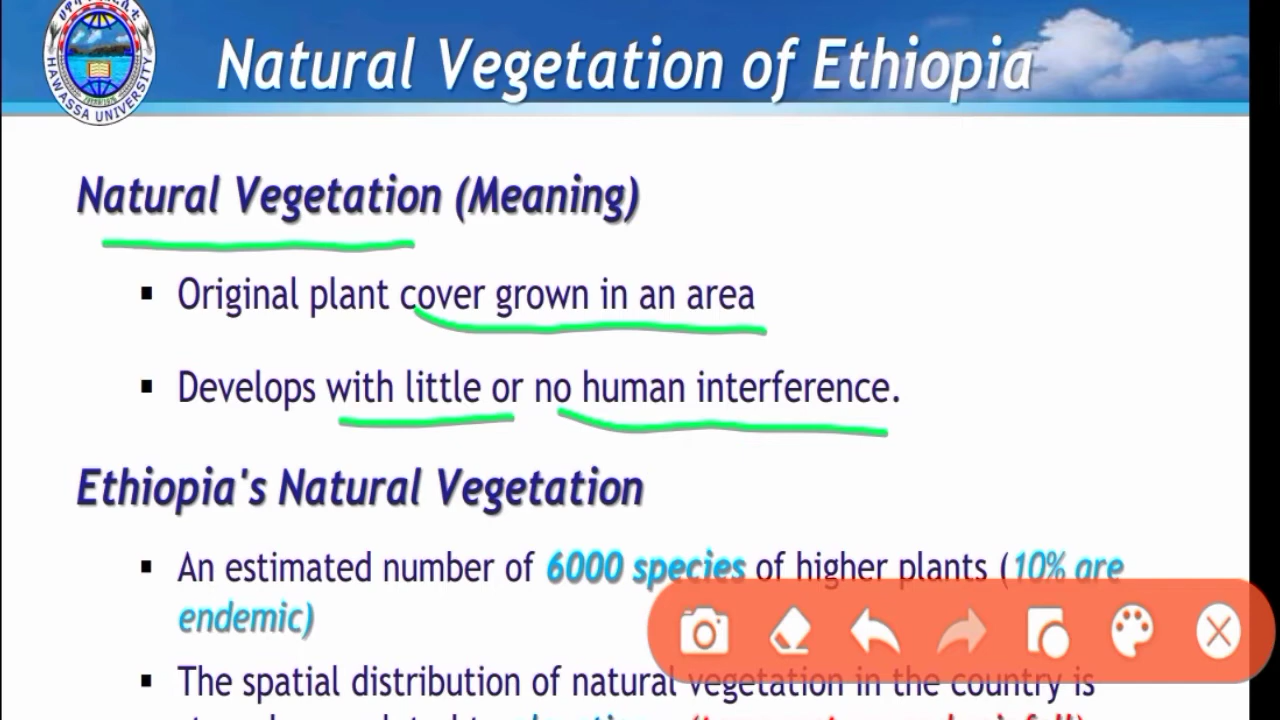 HAWASSA UNIVERSITY
Natural Vegetation of Ethiopia
Natural Vegetation (Meaning)
▪ Original plant cover grown in an area
▪ Develops with little or no human interference.
Ethiopia's Natural Vegetation
▪ An estimated number of 6000 species of higher plants (10% are
endemic)
▪ The spatial distribution of natural vegetation in the country is